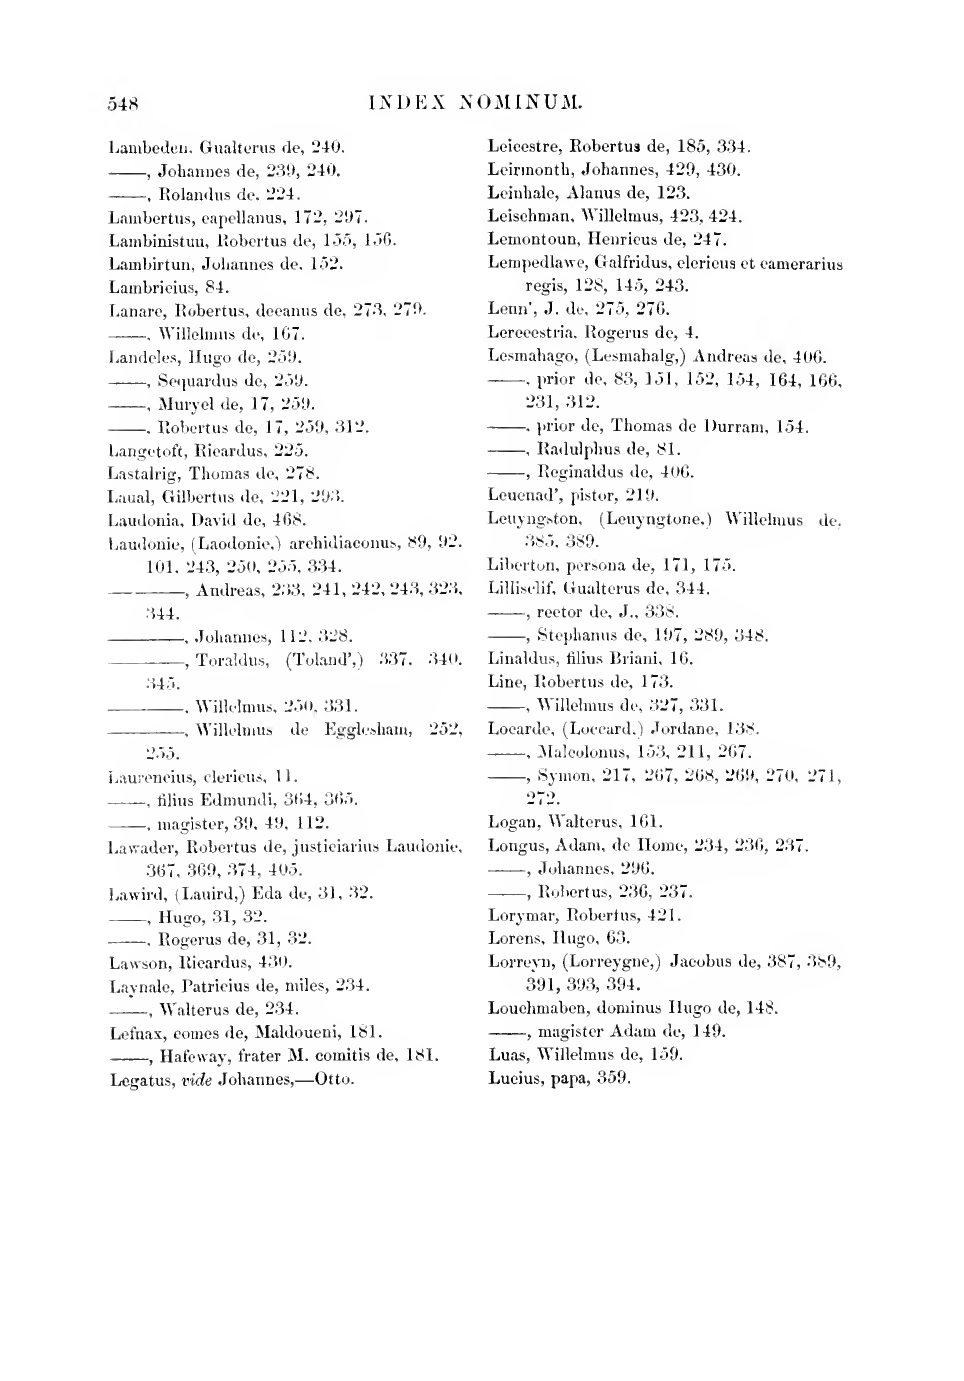 548
INDEX NOMINUM.
Lambeden, Gualterus de, 240.
——, Johannes de, 239, 240.
——, Rolandus de, 224.
Lambertus, capellanus, 172, 297.
Lambinistun, Robertus de, 155, 156.
Lambirtun, Johannes de, 152.
Lambricius, 84.
Lanarc, Robertus, decanus de, 273, 279.
——, Willelmus de, 167.
Landeles, Hugo de, 259.
——, Sequardus de, 259.
——, Muryel de, 17, 259.
——, Robertus de, 17, 259, 312.
Langetoft, Ricardus, 225.
Lastalrig, Thomas de, 278.
Laual, Gilbertus de, 221, 293.
Laudonia, David de, 468.
Laudonie, (Laodonie,) archidiaconus, 89, 92,
101, 243, 250, 255, 334.
————, Andreas, 233, 241, 242, 243, 323,
344.
————, Johannes, 112, 328.
————, Toraldus, (Toland',) 337, 340,
345.
————, Willelmus, 250, 331.
————, Willelmus de Egglesham, 252,
255.
Laurencius, clericus, 11.
——, filius Edmundi, 364, 365.
——, magister, 39, 49, 112.
Lawader, Robertus de, justiciarius Laudonie,
367, 369, 374, 405.
Lawird, (Lauird,) Eda de, 31, 32.
——, Hugo, 31, 32.
——, Rogerus de, 31, 32.
Lawson, Ricardus, 430.
Laynale, Patricius de, miles, 234.
——, Walterus de, 234.
Lefnax, comes de, Maldoueni, 181.
——, Hafeway, frater M. comitis de, 181.
Legatus, vide Johannes,—Otto.
Leicestre, Robertus de, 185, 334.
Leirmonth, Johannes, 429, 430.
Leinhale, Alanus de, 123.
Leischman, Willelmus, 423, 424.
Lemontoun, Henricus de, 247.
Lempedlawe, Galfridus, clericus et camerarius
regis, 128, 145, 243.
Lenn', J. de, 275, 276.
Lerecestria, Rogerus de, 4.
Lesmahago, (Lesmahalg,) Andreas de, 406.
——, prior de, 83, 151, 152, 154, 164, 166,
231, 312.
——, prior de, Thomas de Durram, 154.
——, Radulphus de, 81.
——, Reginaldus de, 406.
Leuenad', pistor, 219.
Leuyngston, (Leuyngtone,) Willelmus de,
385, 389.
Liberton, persona de, 171, 175.
Lillisclif, Gualterus de, 344.
——, rector de, J., 338.
——, Stephanus de, 197, 289, 348.
Linaldus, filius Briani, 16.
Line, Robertus de, 173.
——, Willelmus de, 327, 331.
Locarde, (Loccard,) Jordane, 138.
——, Malcolonus, 153, 211, 267.
——, Symon, 217, 267, 268, 269, 270, 271,
272.
Logan, Walterus, 161.
Longus, Adam, de Home, 234, 236, 237.
——, Johannes, 296.
——, Robertus, 236, 237.
Lorymar, Robertus, 421.
Lorens, Hugo, 63.
Lorreyn, (Lorreygne,) Jacobus de, 387, 389,
391, 393, 394.
Louchmaben, dominus Hugo de, 148.
——, magister Adam de, 149.
Luas, Willelmus de, 159.
Lucius, papa, 359.